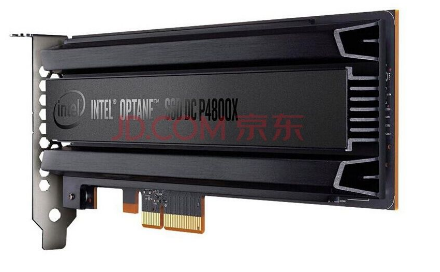 intel INTEL® OPTANE™ SSD DC P4800X
JD.COM 京东